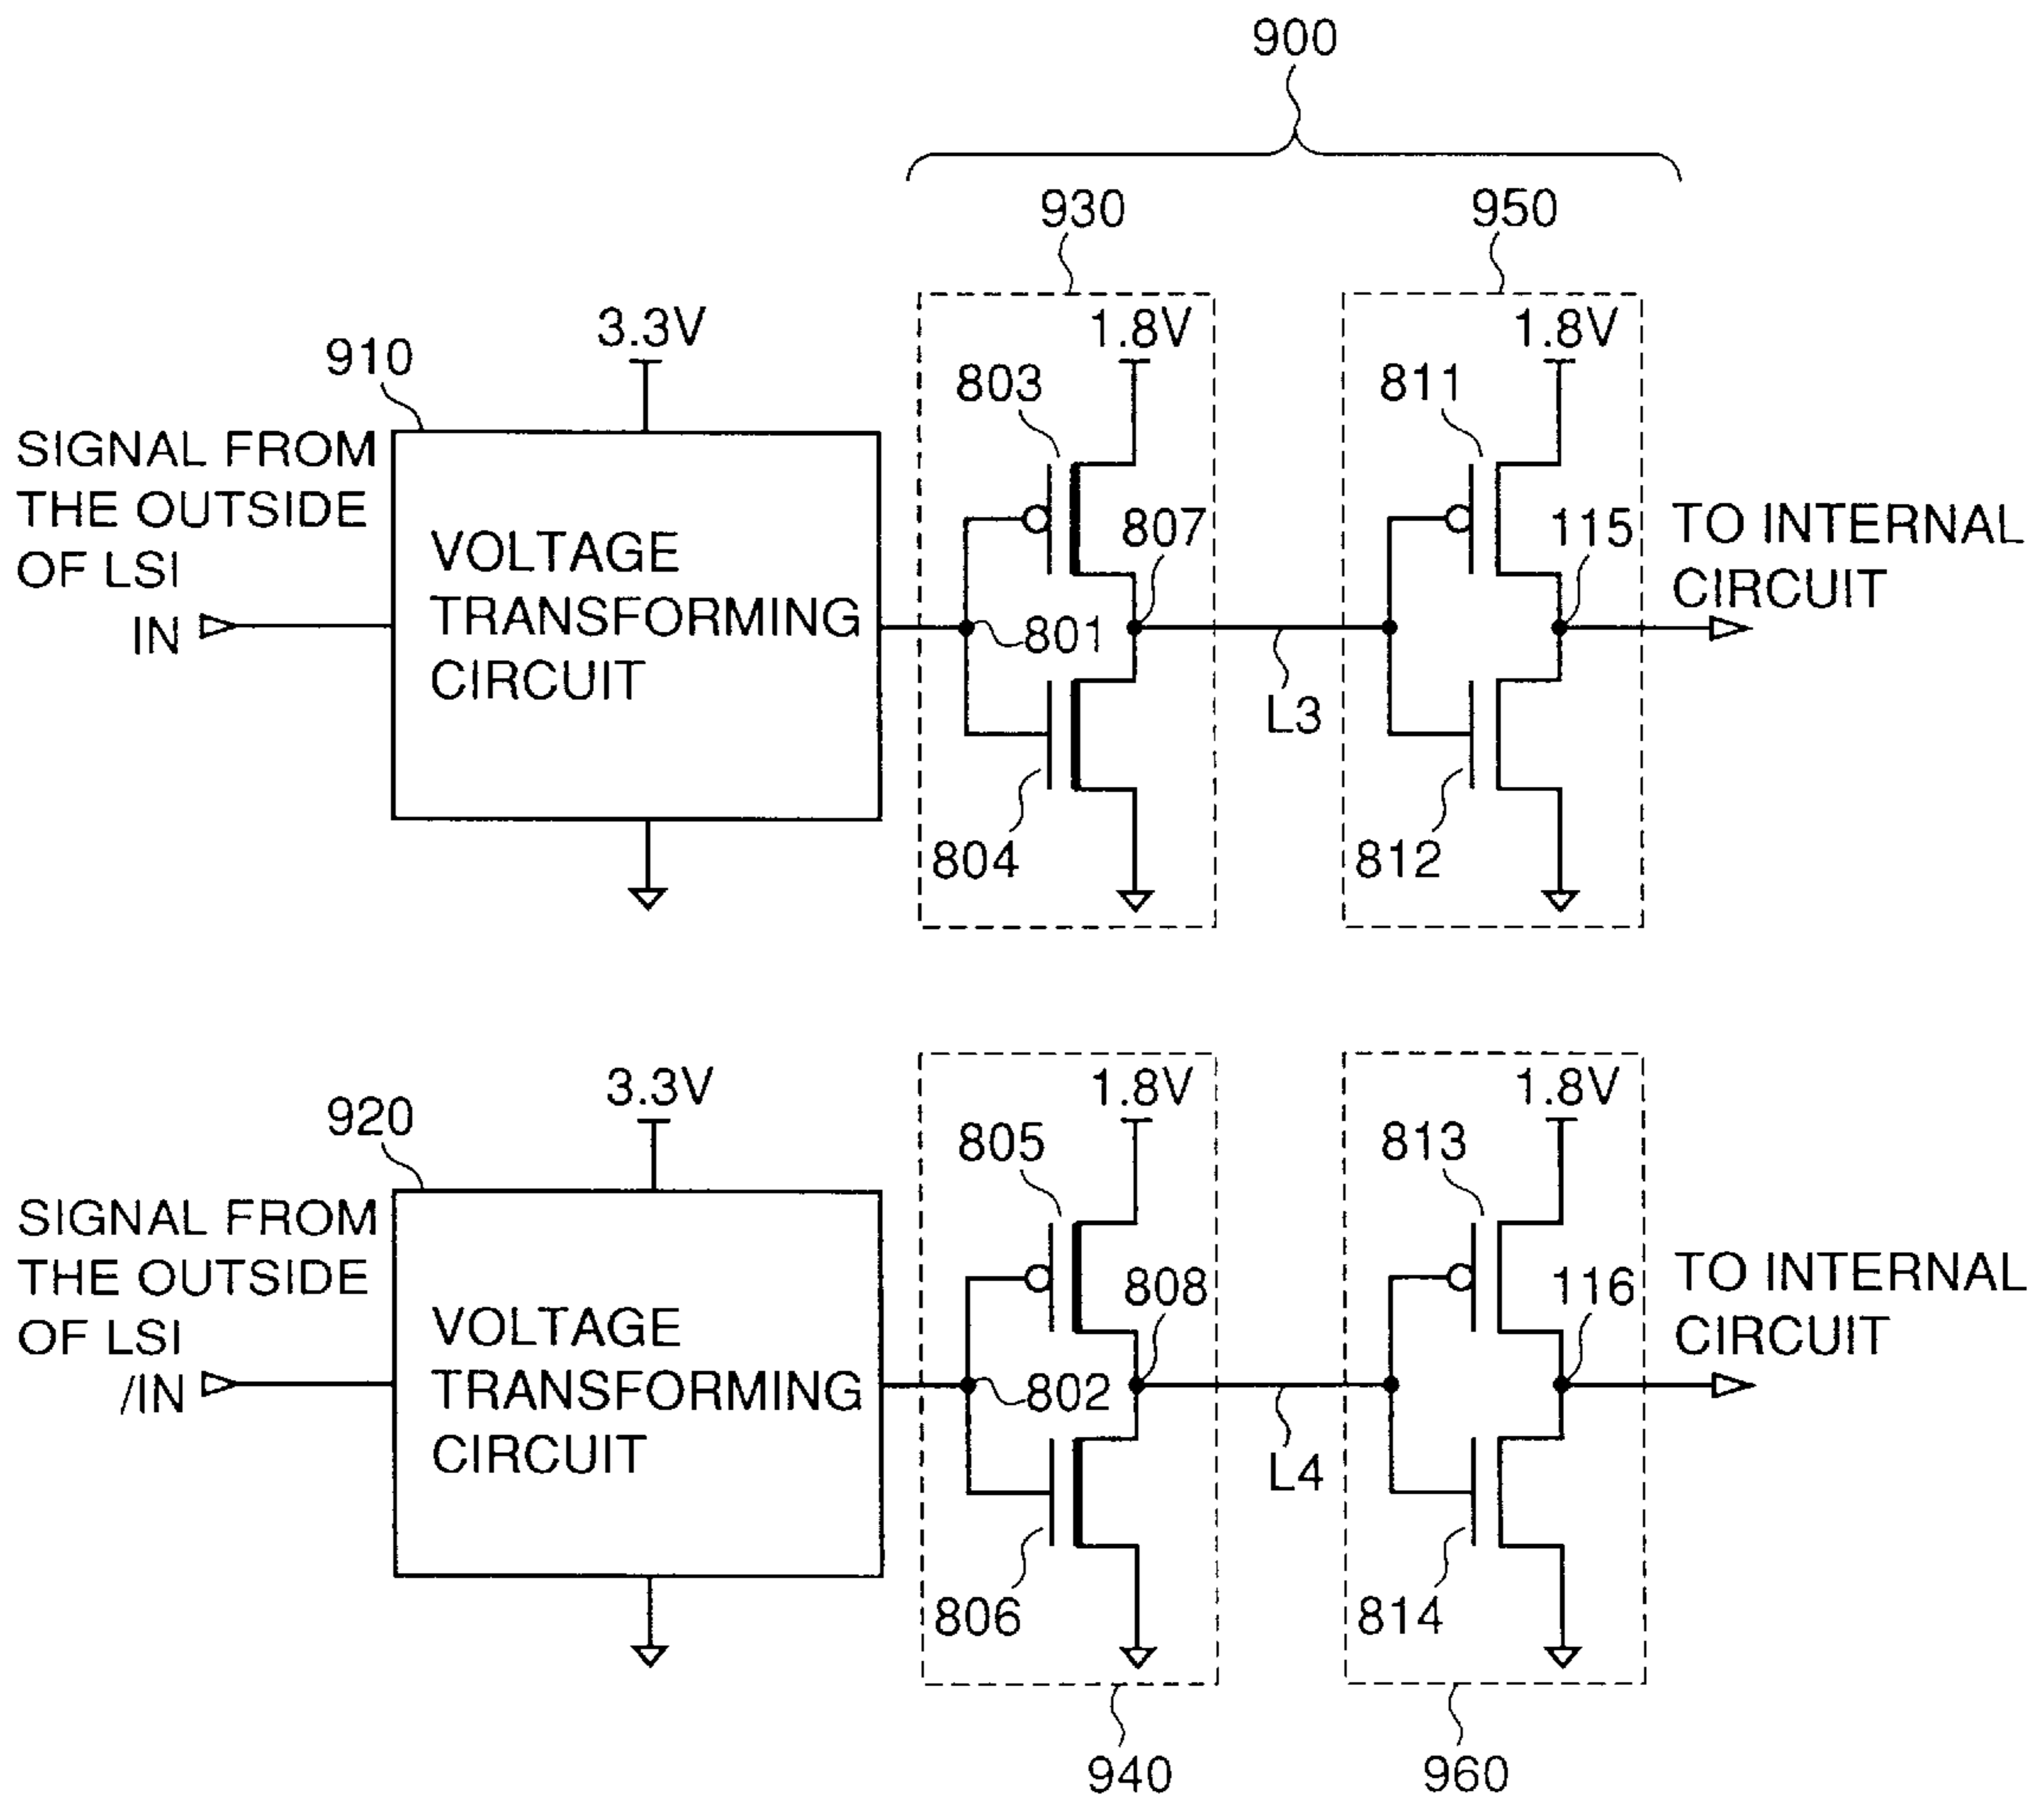 900
930
950
3.3V
1.8V
1.8V
910
803
811
SIGNAL FROM
THE OUTSIDE
OF LSI
IN
VOLTAGE
TRANSFORMING
CIRCUIT
807
801
115
TO INTERNAL
CIRCUIT
L3
804
812
3.3V
1.8V
1.8V
920
805
813
SIGNAL FROM
THE OUTSIDE
OF LSI
/IN
VOLTAGE
TRANSFORMING
CIRCUIT
808
802
116
TO INTERNAL
CIRCUIT
L4
806
814
940
960